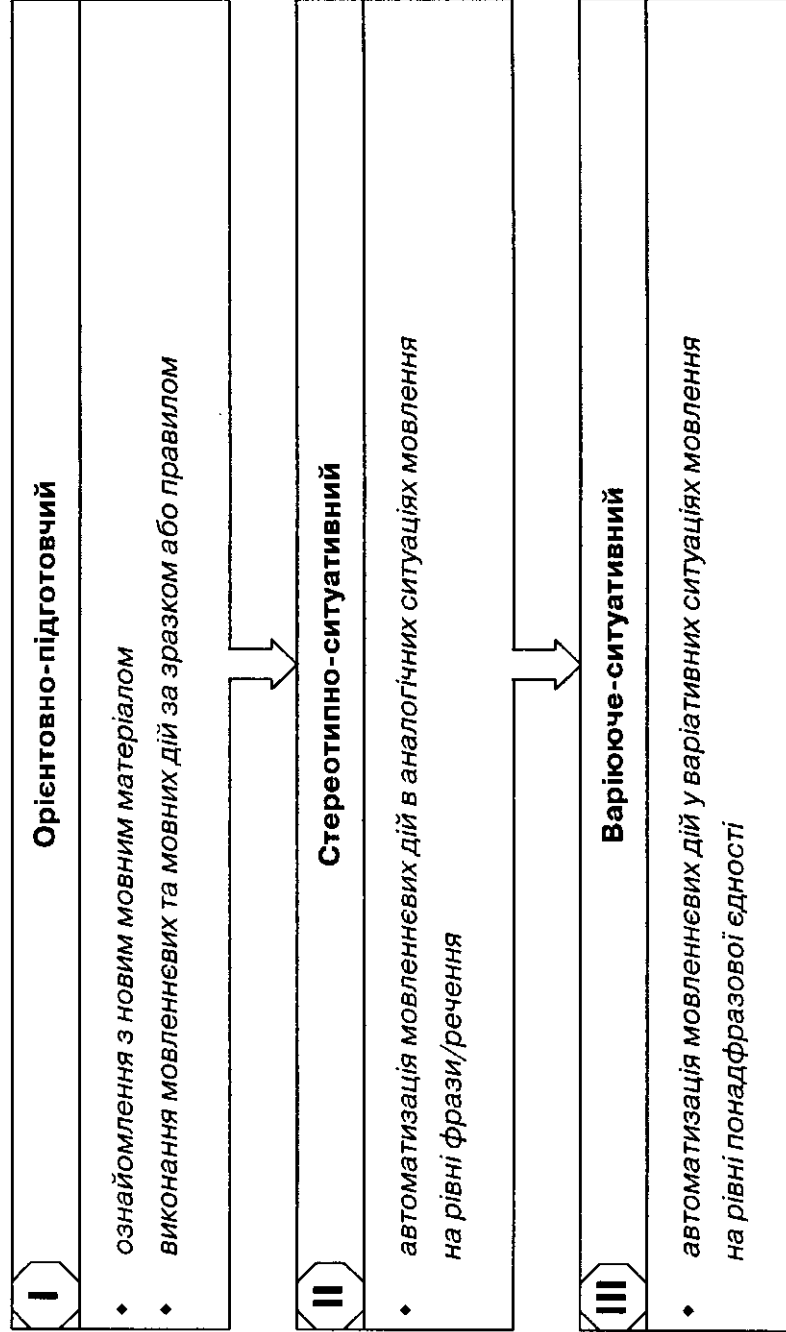 I
Орієнтовно-підготовчий
♦ ознайомлення з новим мовним матеріалом
♦ виконання мовленнєвих та мовних дій за зразком або правилом
II
Стереотипно-ситуативний
♦ автоматизація мовленнєвих дій в аналогічних ситуаціях мовлення
на рівні фрази/речення
III
Варіююче-ситуативний
♦ автоматизація мовленнєвих дій у варіативних ситуаціях мовлення
на рівні понадфразової єдності